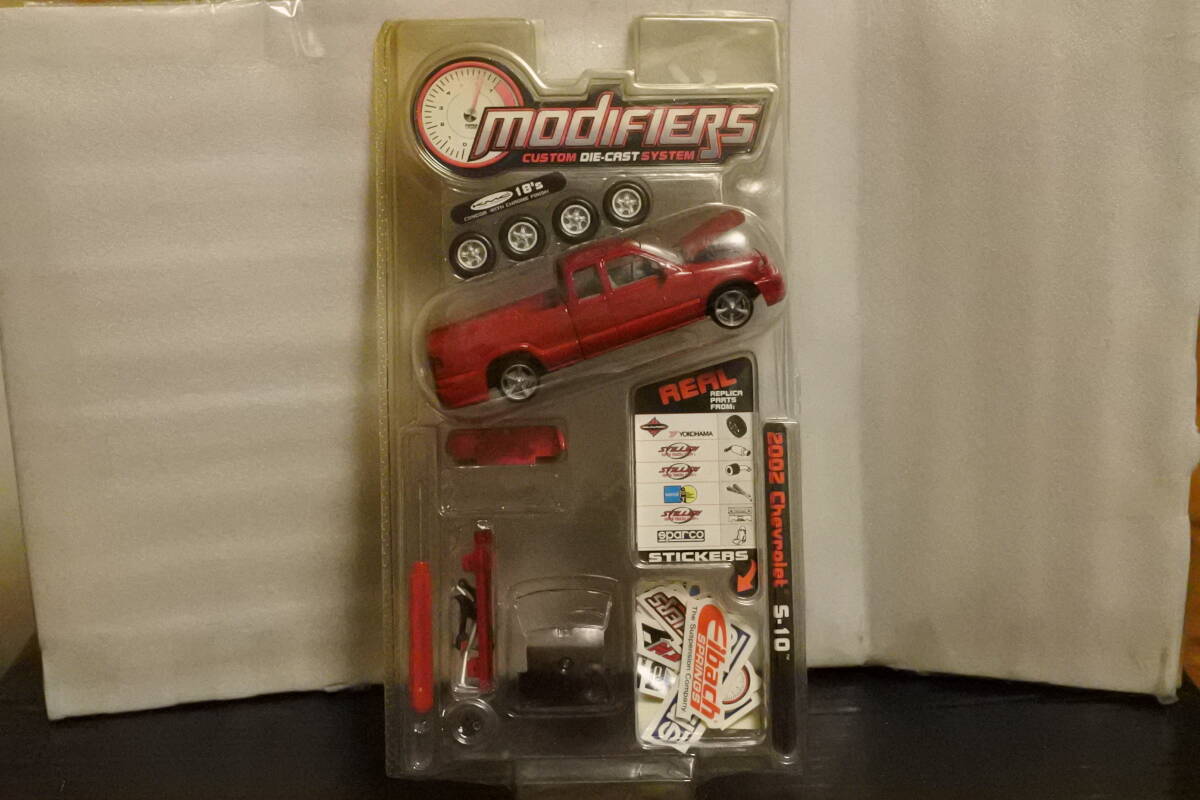 MODIFIERS
CUSTOM DIE-CAST SYSTEM
18's
REAL
REPLICA
PARTS
FROM:
YOKOHAMA
STILLEN
STILLEN
STILLEN
sparco
STICKERS
2002 Chevrolet S-10 ™
Eibach
SPRINGS
The Suspension Company